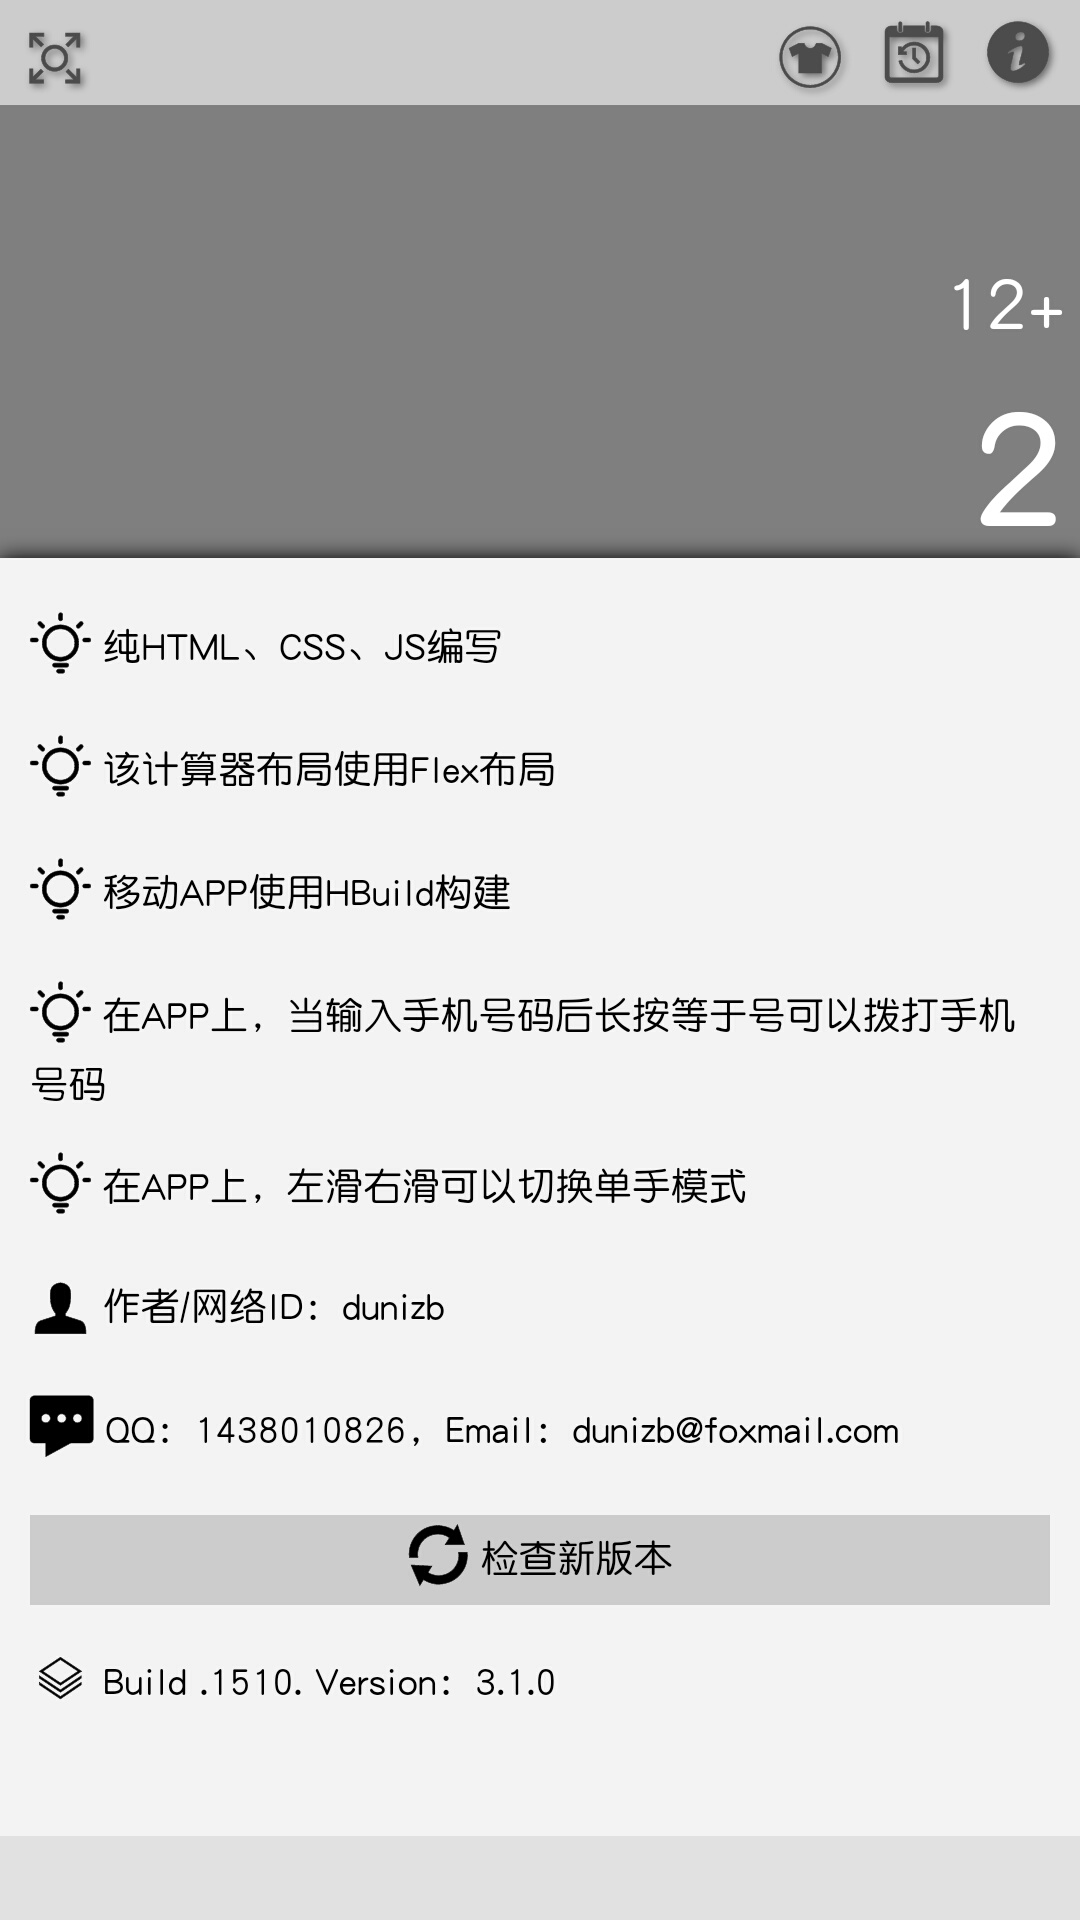 12+
2
纯HTML、CSS、JS编写
该计算器布局使用Flex布局
移动APP使用HBuild构建
在APP上，当输入手机号码后长按等于号可以拨打手机
号码
在APP上，左滑右滑可以切换单手模式
作者/网络ID：dunizb
QQ：1438010826，Email：dunizb@foxmail.com
检查新版本
Build .1510. Version：3.1.0